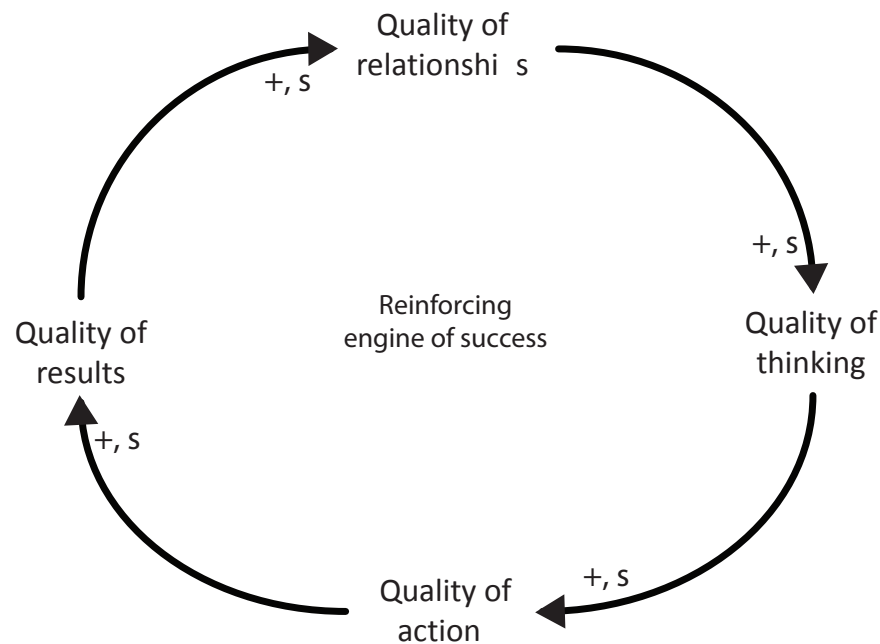 Quality of
relationshi s
+, s
+, s
Reinforcing
engine of success
Quality of
results
Quality of
thinking
+, s
+, s
Quality of
action